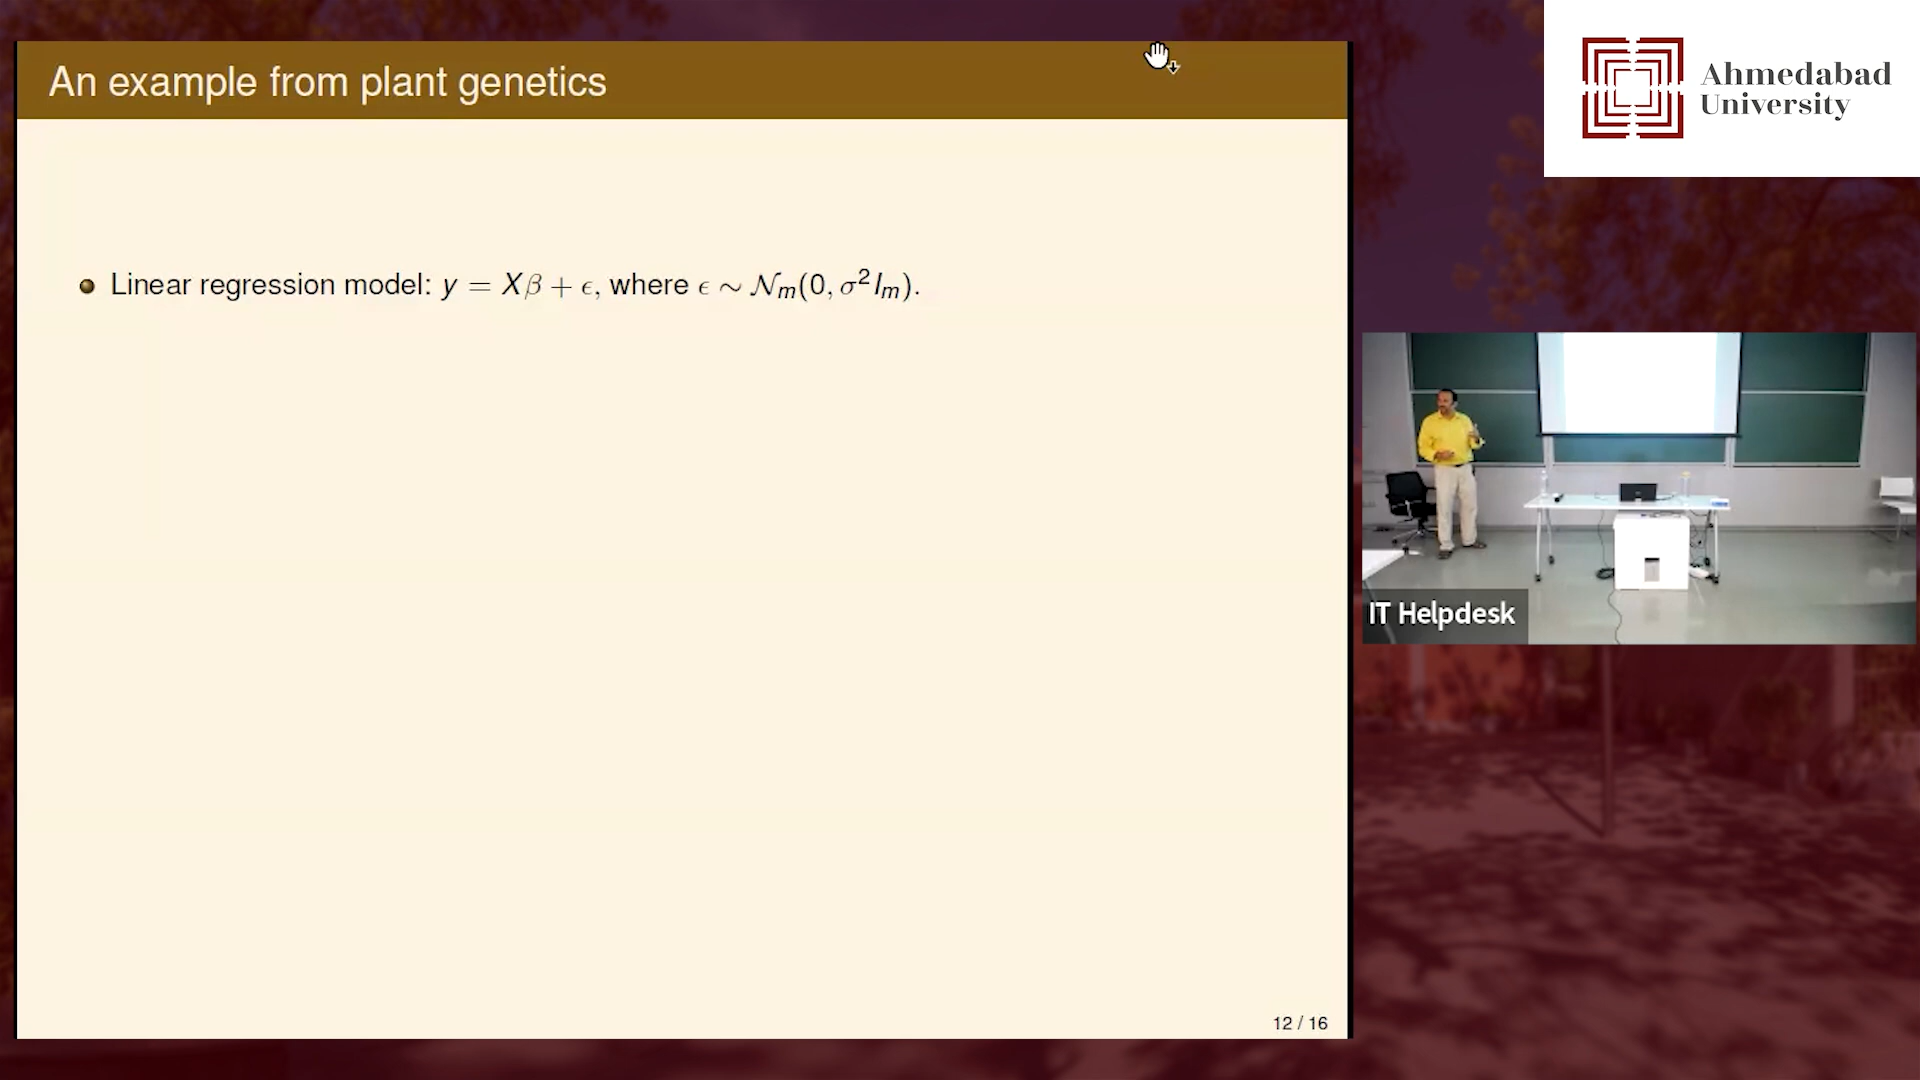 An example from plant genetics
Linear regression model: y = Xβ + ϵ, where ϵ ∼ 𝒩m(0, σ²Im).
12 / 16
Ahmedabad
University
IT Helpdesk